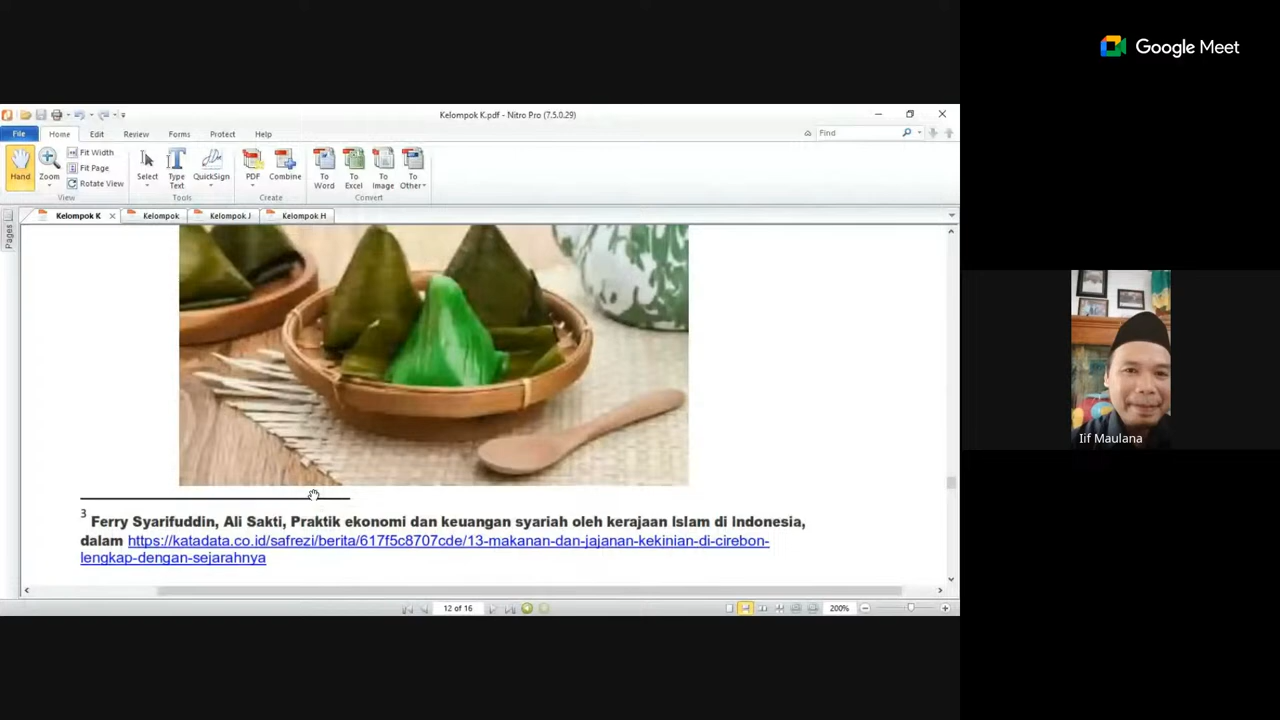 Google Meet
Kelompok K.pdf - Nitro Pro (7.5.0.29)
File Home Edit Review Forms Protect Help Find
Hand
Zoom
Fit Width
Fit Page
Rotate View
View
Select
Type Text
QuickSign
Tools
PDF
Combine
Create
To Word
To Excel
To Image
To Other
Convert
Kelompok K Kelompok Kelompok J Kelompok H
Pages
Iif Maulana
3 Ferry Syarifuddin, Ali Sakti, Praktik ekonomi dan keuangan syariah oleh kerajaan Islam di Indonesia,
dalam https://katadata.co.id/safrezi/berita/617f5c8707cde/13-makanan-dan-jajanan-kekinian-di-cirebon-
lengkap-dengan-sejarahnya
12 of 16
200%